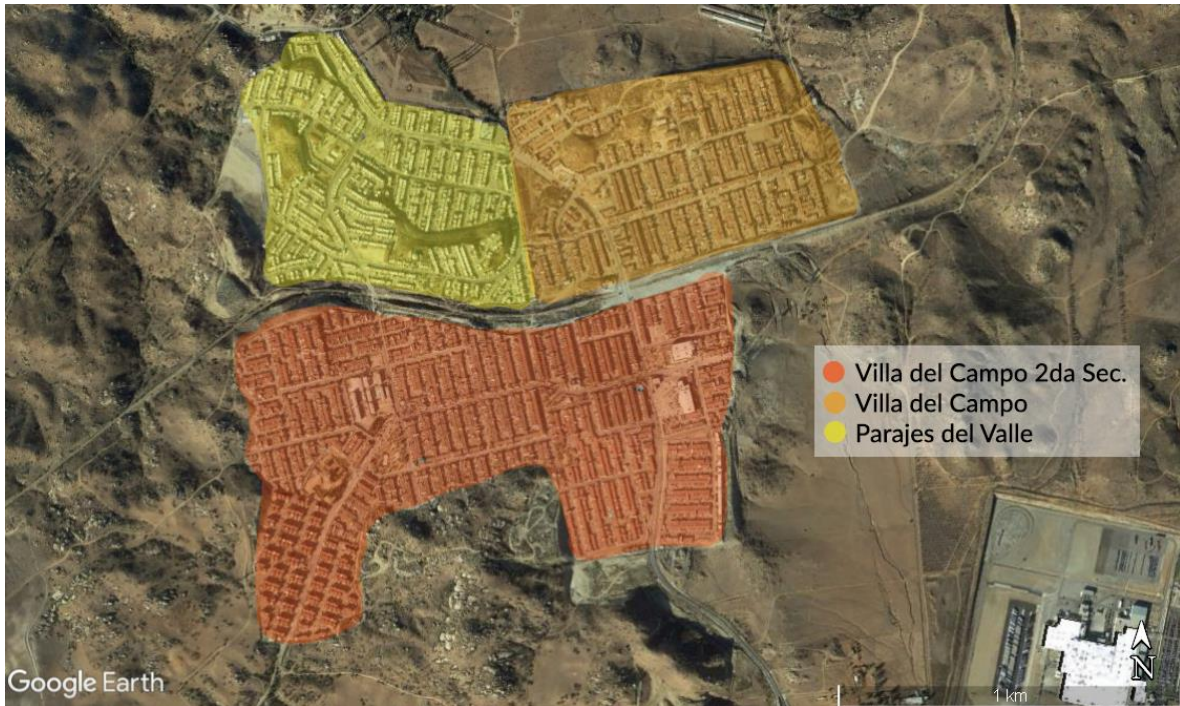 Villa del Campo 2da Sec.
Villa del Campo
Parajes del Valle
Google Earth
1 km
N